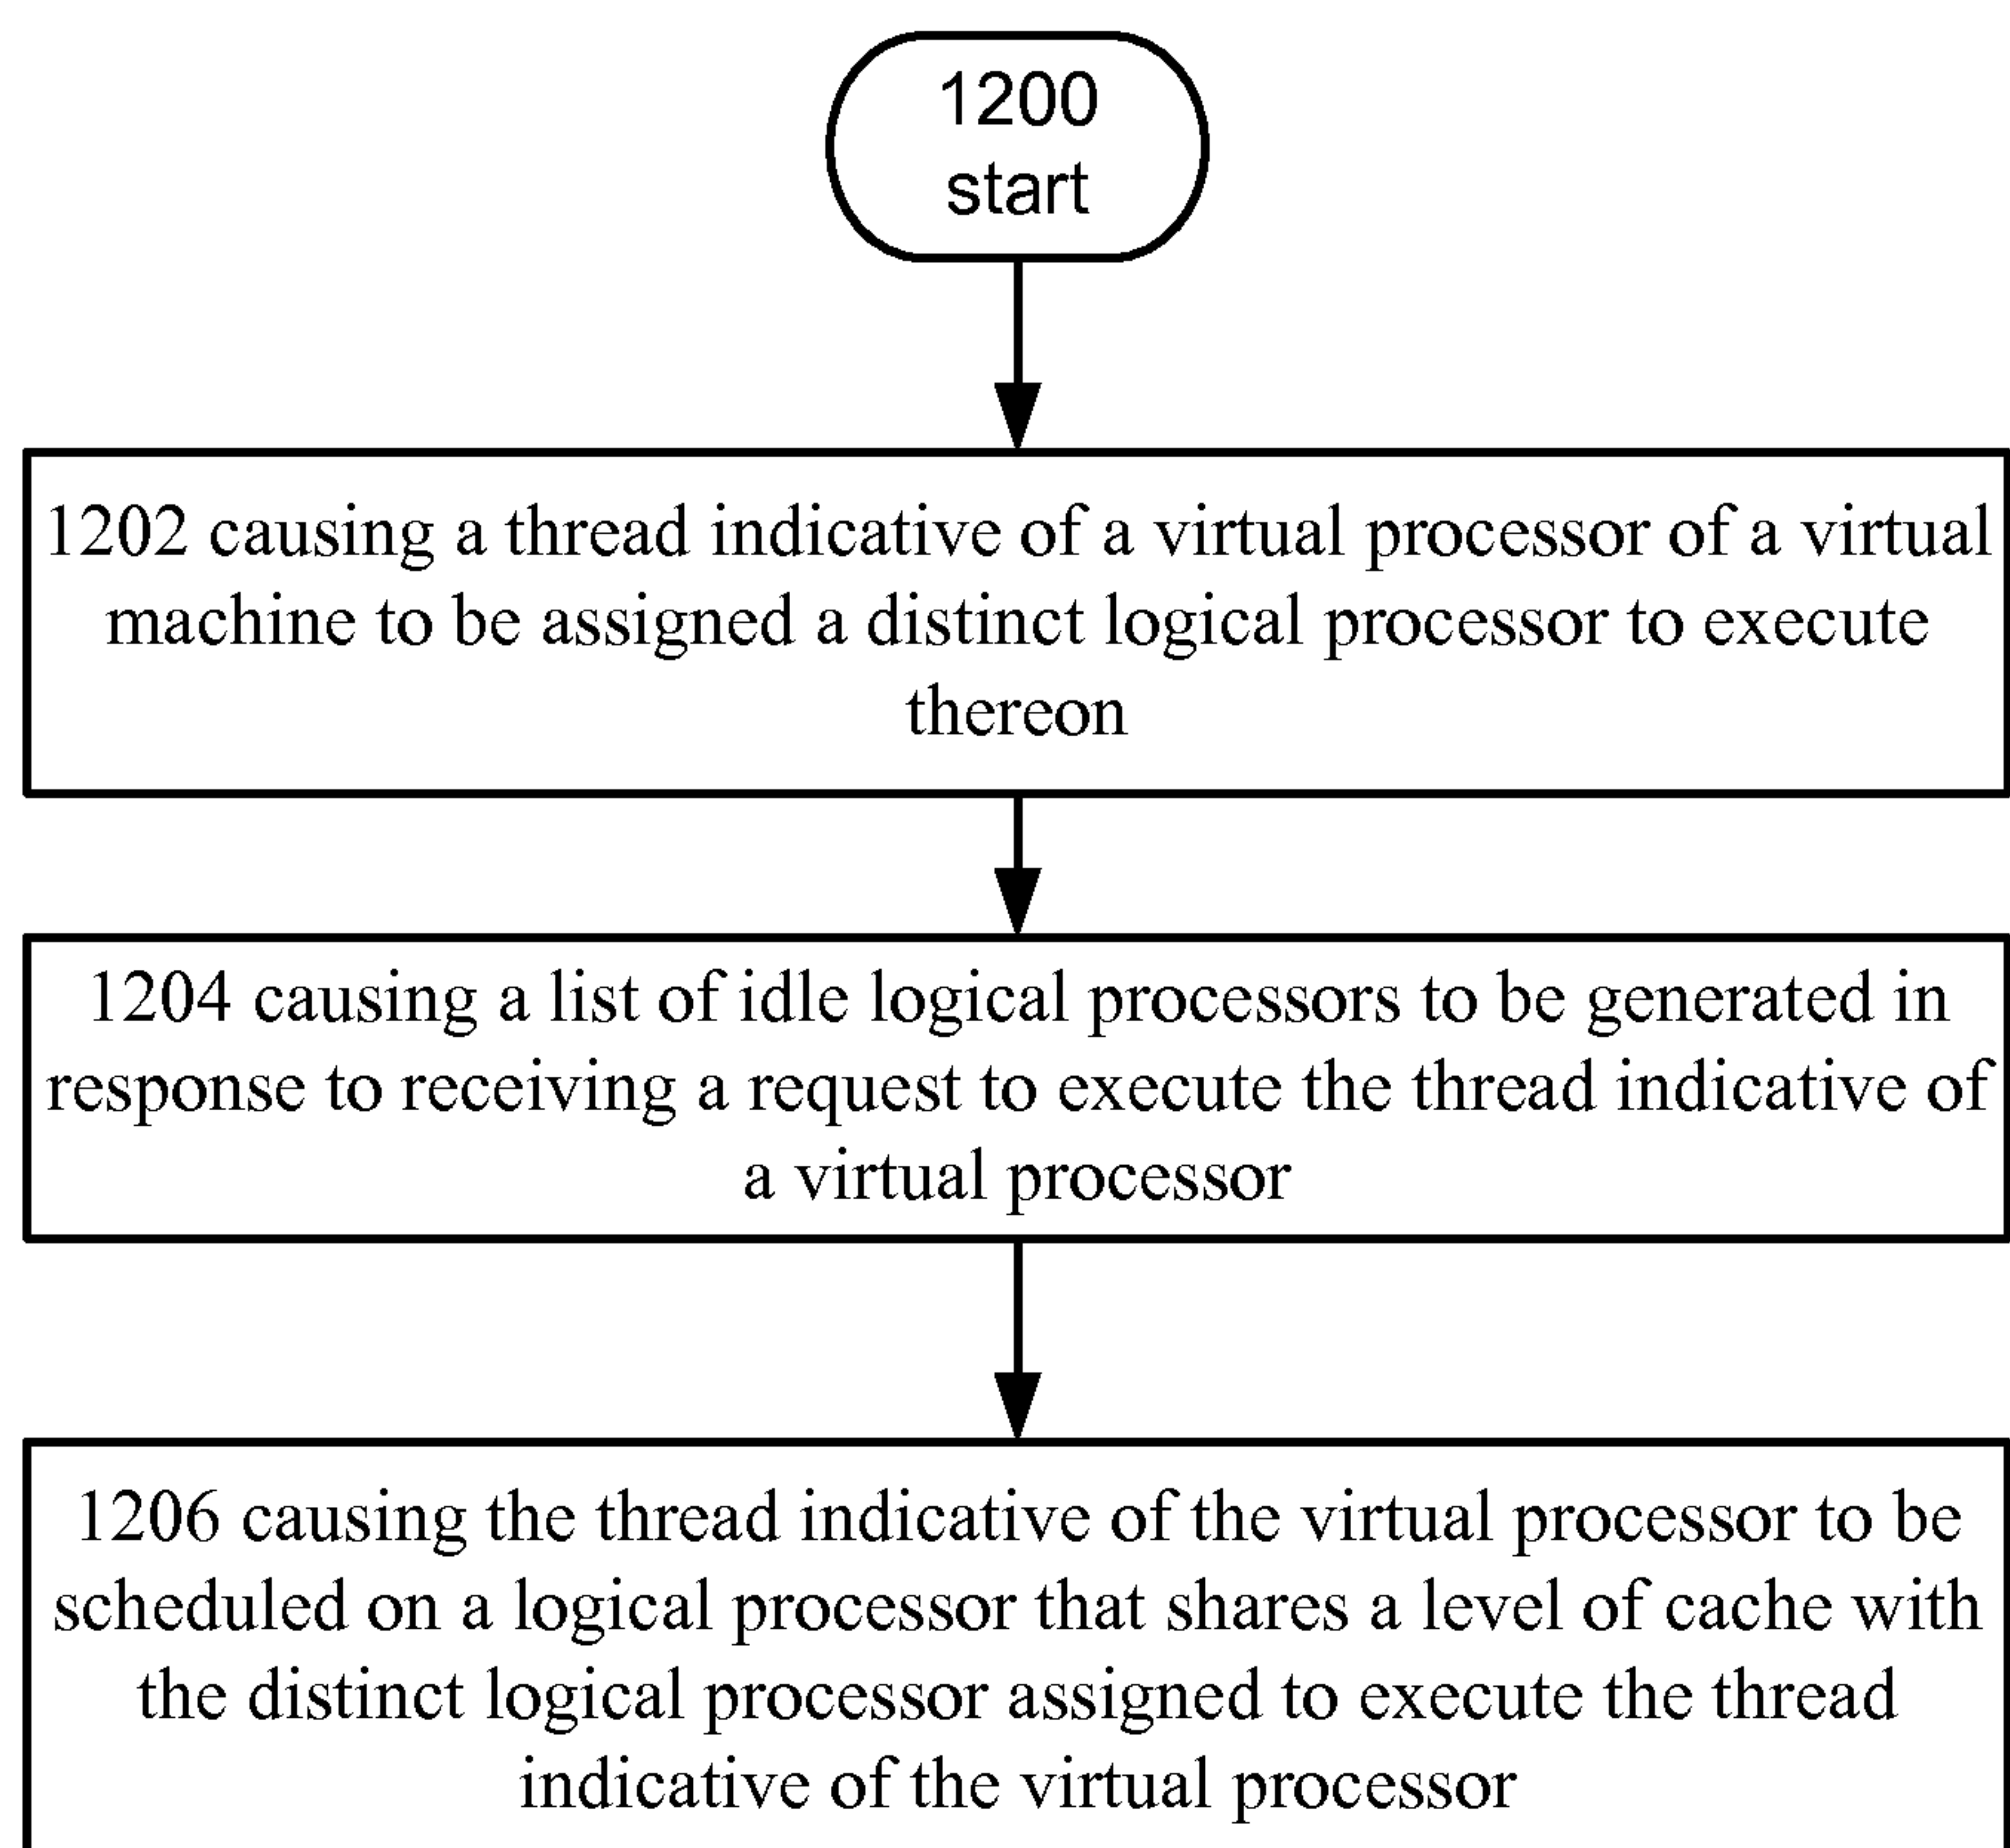 1200
start
1202 causing a thread indicative of a virtual processor of a virtual
machine to be assigned a distinct logical processor to execute
thereon
1204 causing a list of idle logical processors to be generated in
response to receiving a request to execute the thread indicative of
a virtual processor
1206 causing the thread indicative of the virtual processor to be
scheduled on a logical processor that shares a level of cache with
the distinct logical processor assigned to execute the thread
indicative of the virtual processor